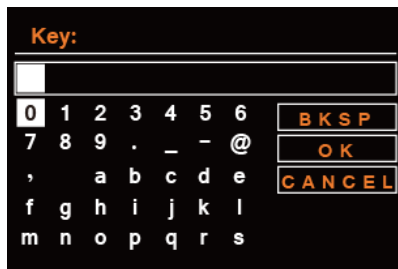 Key:
0 1 2 3 4 5 6 BKSP
7 8 9 . _ - @ OK
, a b c d e CANCEL
f g h i j k l
m n o p q r s